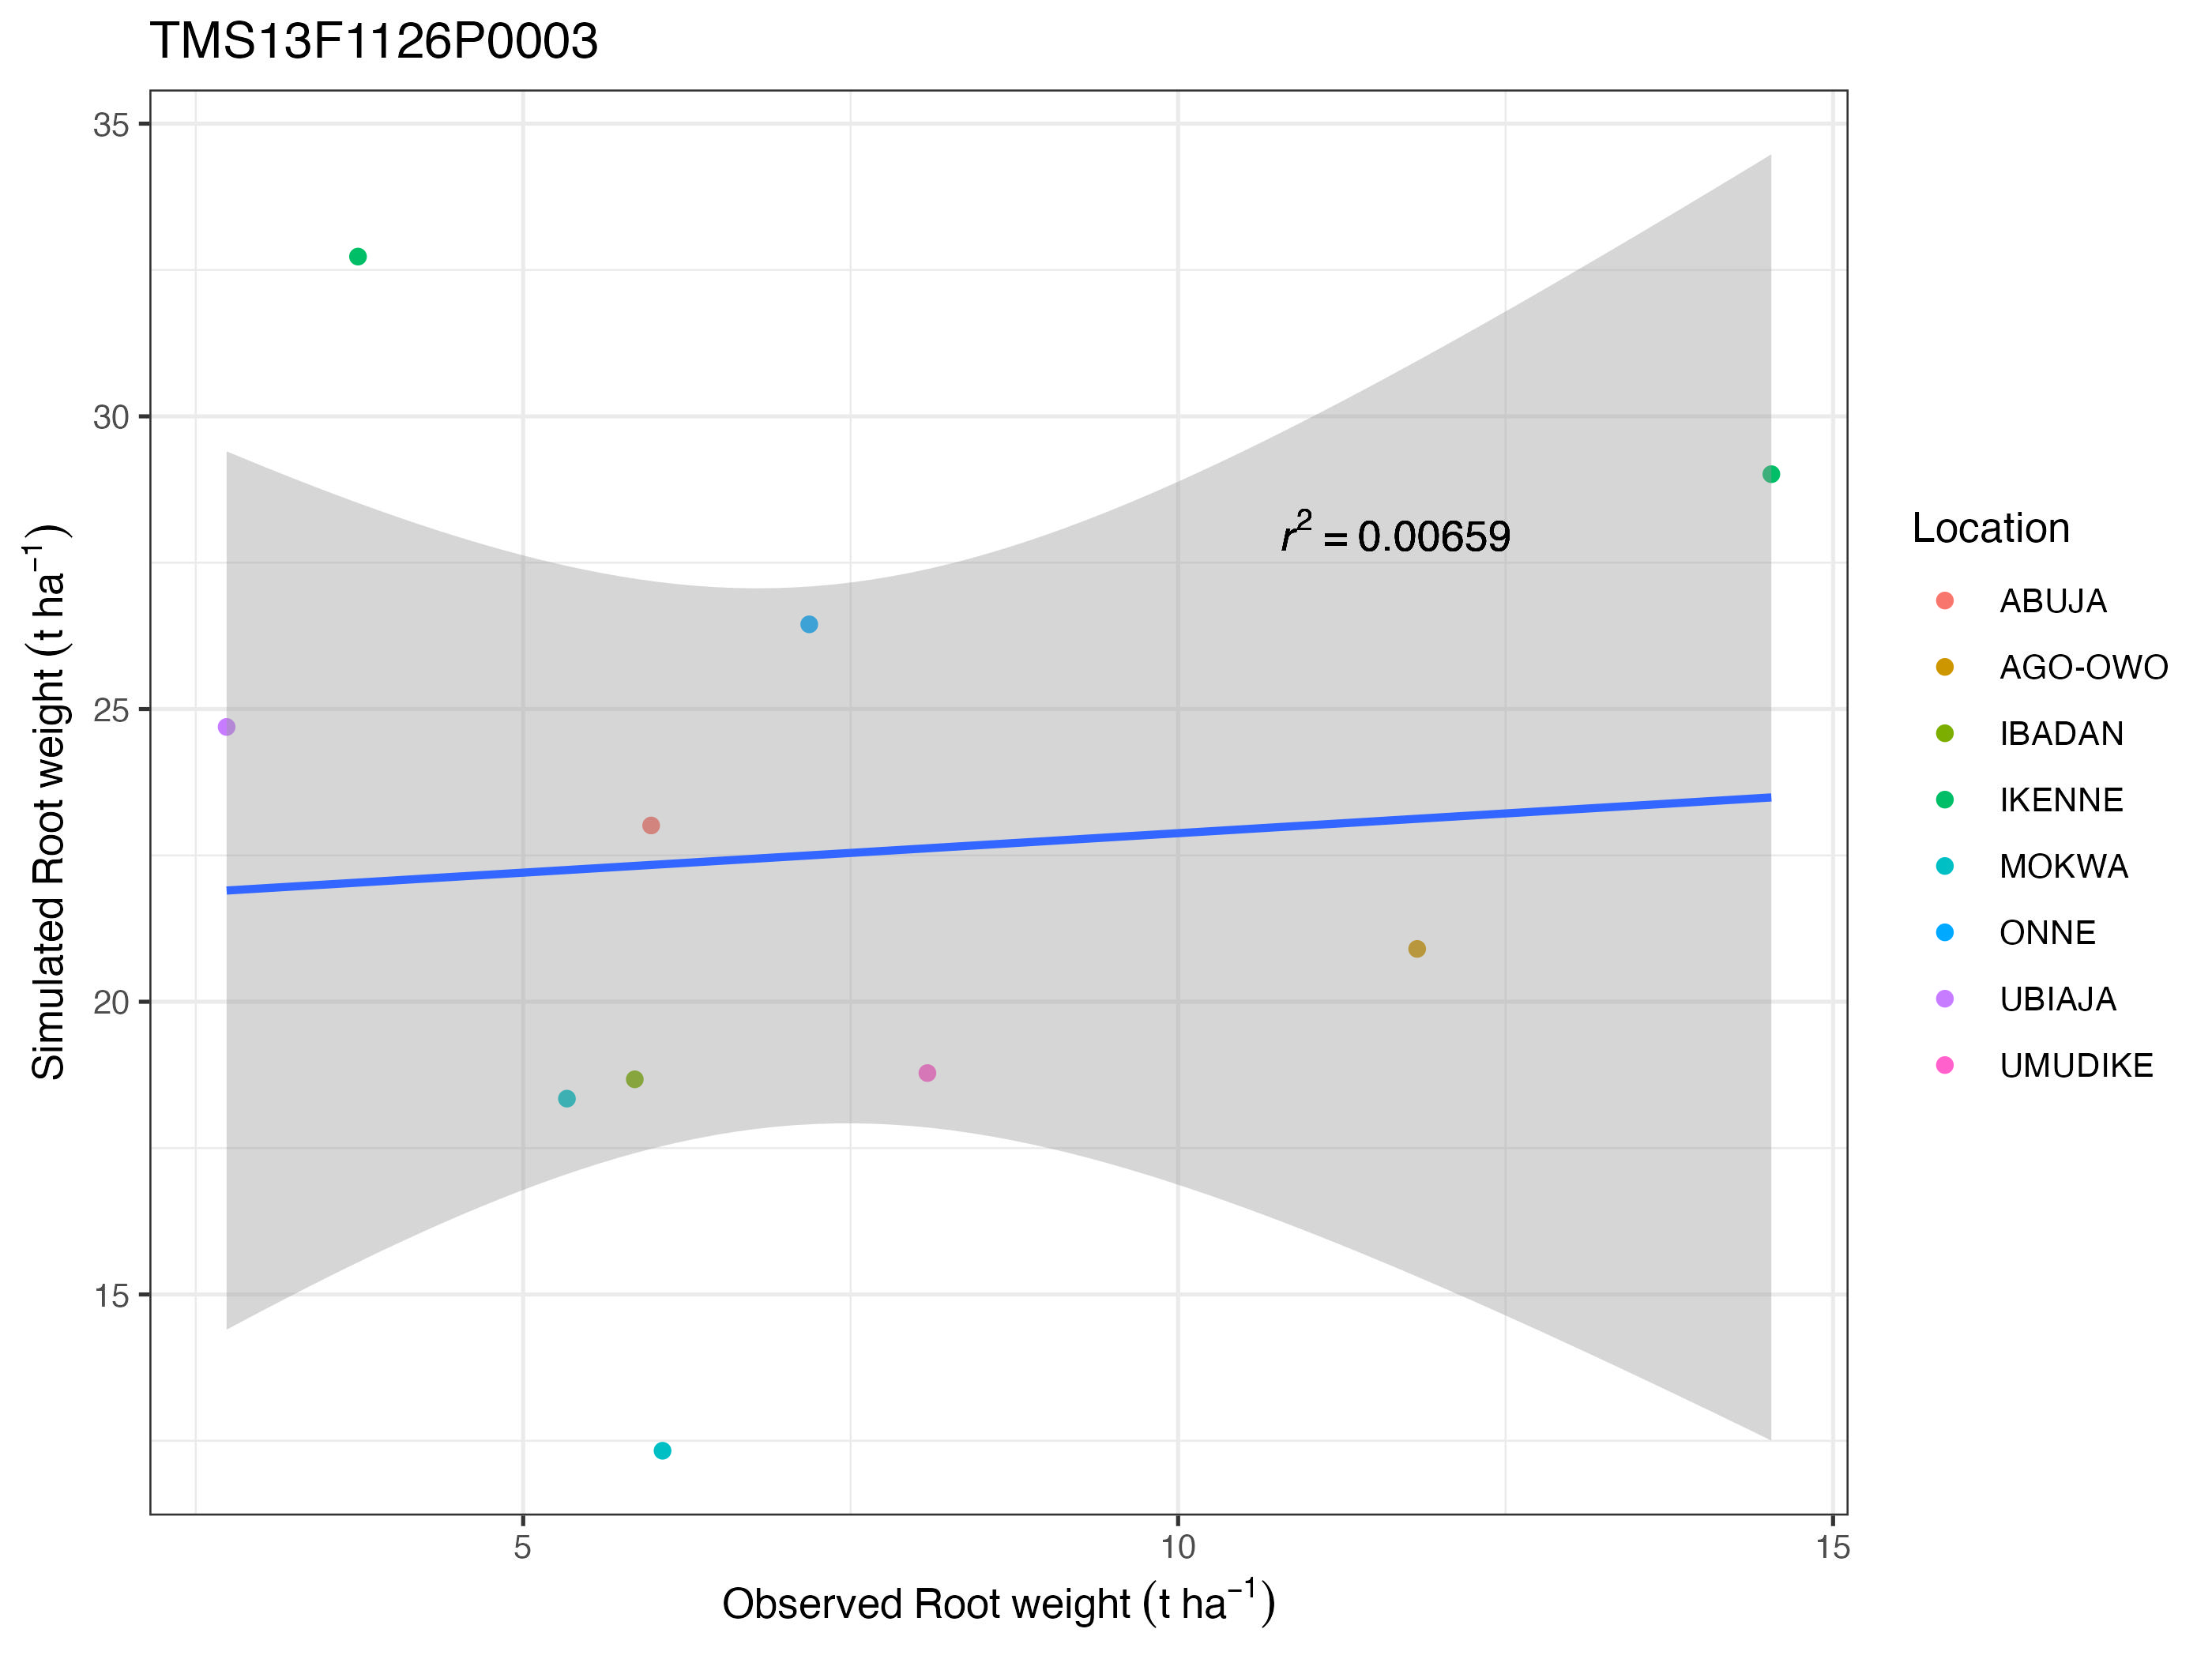 TMS13F1126P0003
35
30
25
20
15
Simulated Root weight (t ha⁻¹)
r² = 0.00659
5 10 15
Observed Root weight (t ha⁻¹)
Location
ABUJA
AGO-OWO
IBADAN
IKENNE
MOKWA
ONNE
UBIAJA
UMUDIKE